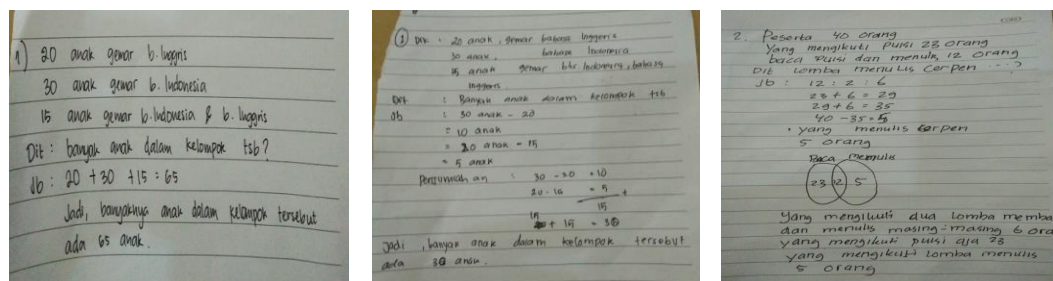 1) 20 anak gemar b. Inggris
30 anak gemar b. Indonesia
15 anak gemar b. Indonesia & b. Inggris
Dit : banyak anak dalam kelompok tsb?
Jb : 20 + 30 + 15 = 65
Jadi, banyaknya anak dalam kelompok tersebut
ada 65 anak.
1 Dik : 20 anak, gemar bahasa Inggeris
30 anak, bahasa Indonesia
15 anak gemar Indonesia, bahasa
Inggeris
Dit : Banyak anak dalam kelompok tsb
Jb : 30 anak - 20
= 10 anak
= 20 anak - 15
= 5 anak
Penjumlahan : 30 - 20 = 10
20 - 15 = 5 +
15
15 + 15 = 30
Jadi, banyak anak dalam kelompok tersebut
ada 30
2. Peserta 40 orang
Yang mengikuti puisi 23 orang
baca puisi dan menulis, 12 orang
Dit lomba menulis cerpen ...?
Jb : 12 : 2 : 6
23 + 6 = 29
29 + 6 = 35
40 - 35 = 5
• yang menulis cerpen
5 orang
Baca Menulis
23 12 5
Yang mengikuti dua lomba memba
dan menulis masing-masing 6 ora
yang mengikuti puisi aja 23
yang mengikuti lomba menulis
5 orang